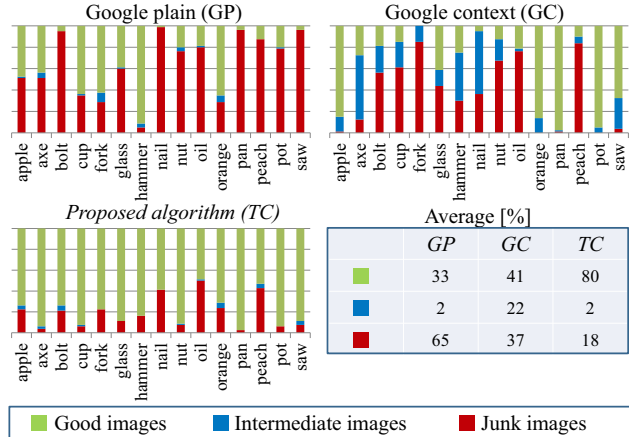 Google plain (GP)
Google context (GC)
apple axe bolt cup fork glass hammer nail nut oil orange pan peach pot saw
apple axe bolt cup fork glass hammer nail nut oil orange pan peach pot saw
Proposed algorithm (TC)
apple axe bolt cup fork glass hammer nail nut oil orange pan peach pot saw
Average [%]
GP GC TC
33 41 80
2 22 2
65 37 18
Good images Intermediate images Junk images